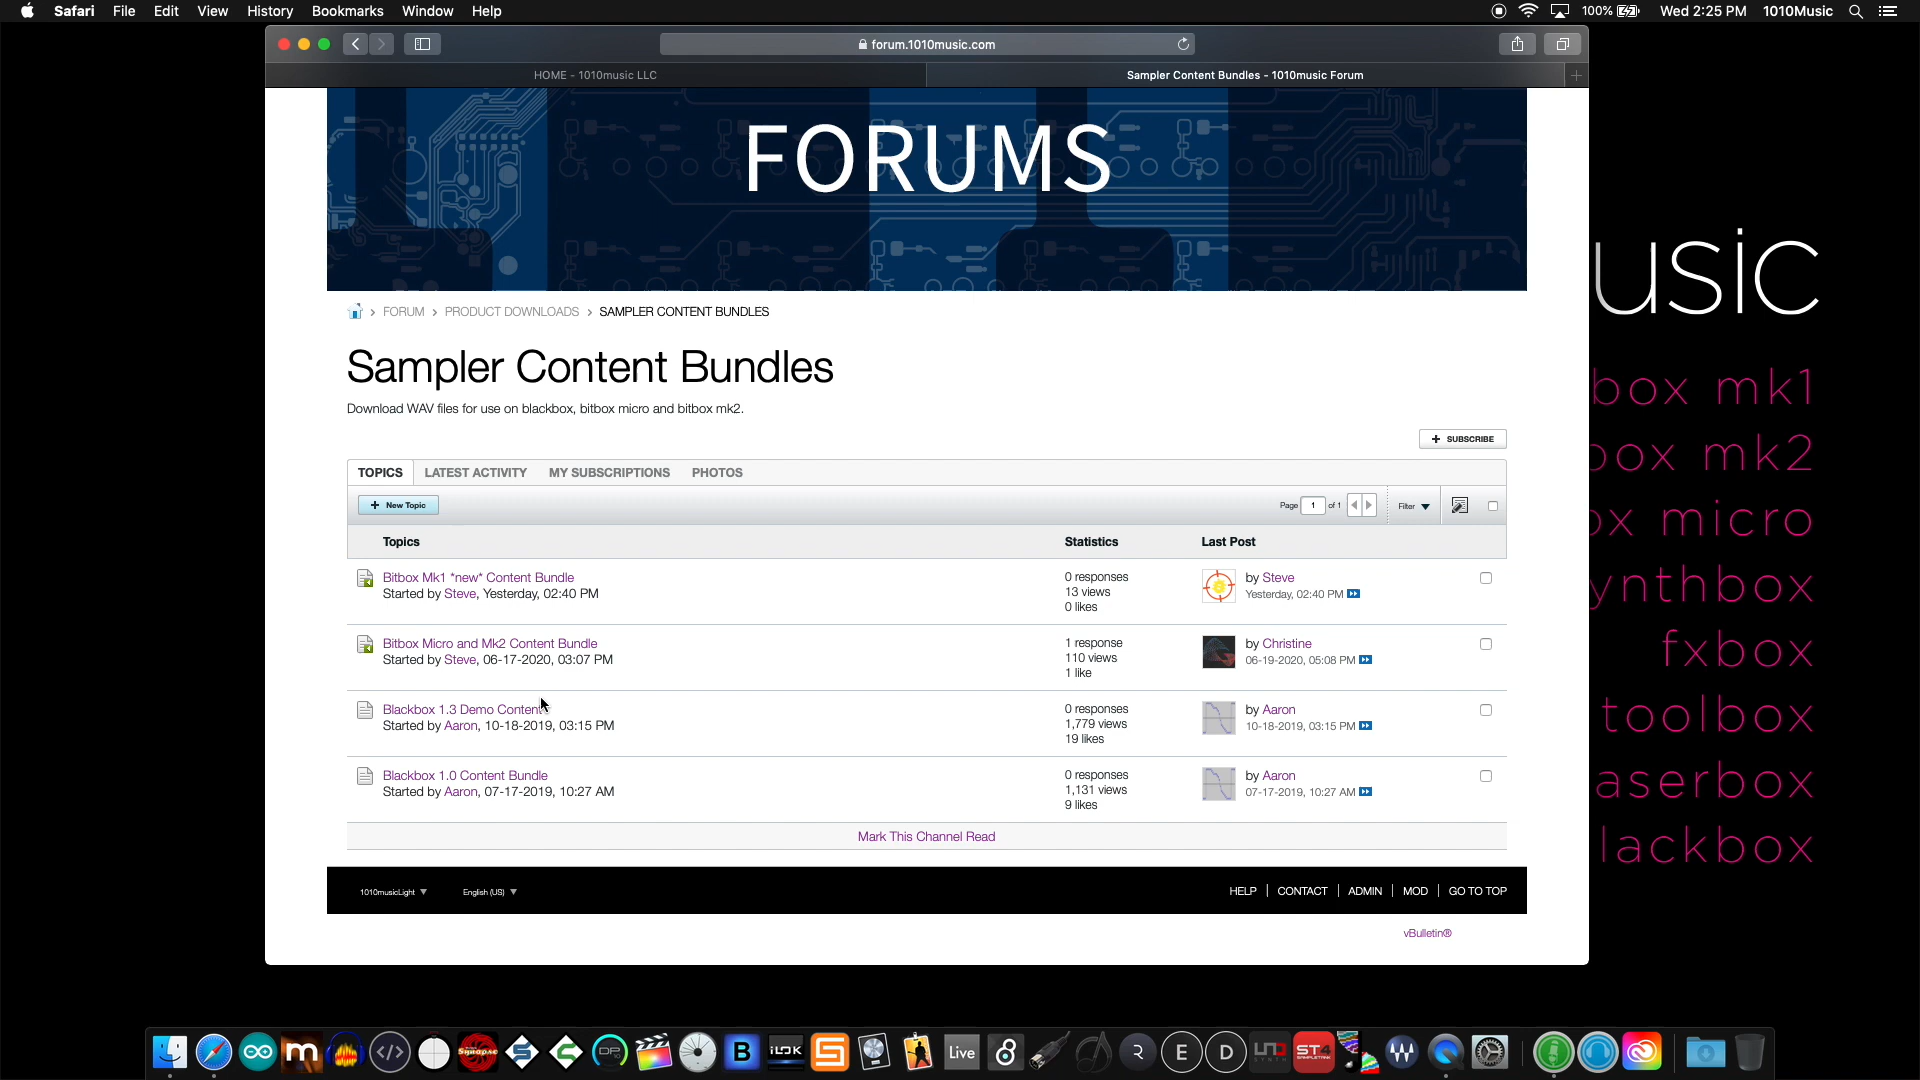 Safari File Edit View History Bookmarks Window Help 100% Wed 2:25 PM 1010Music
forum.1010music.com
HOME - 1010music LLC
Sampler Content Bundles - 1010music Forum
FORUMS
FORUM > PRODUCT DOWNLOADS > SAMPLER CONTENT BUNDLES
Sampler Content Bundles
Download WAV files for use on blackbox, bitbox micro and bitbox mk2.
+ SUBSCRIBE
TOPICS LATEST ACTIVITY MY SUBSCRIPTIONS PHOTOS
+ New Topic
Page 1 of 1
Filter
Topics Statistics Last Post
Bitbox Mk1 *new* Content Bundle
Started by Steve, Yesterday, 02:40 PM
0 responses
13 views
0 likes
by Steve
Yesterday, 02:40 PM
Bitbox Micro and Mk2 Content Bundle
Started by Steve, 06-17-2020, 03:07 PM
1 response
110 views
1 like
by Christine
06-19-2020, 05:08 PM
Blackbox 1.3 Demo Content
Started by Aaron, 10-18-2019, 03:15 PM
0 responses
1,779 views
19 likes
by Aaron
10-18-2019, 03:15 PM
Blackbox 1.0 Content Bundle
Started by Aaron, 07-17-2019, 10:27 AM
0 responses
1,131 views
9 likes
by Aaron
07-17-2019, 10:27 AM
Mark This Channel Read
1010musicLight
English (US)
HELP CONTACT ADMIN MOD GO TO TOP
vBulletin®
usic
box mk1
box mk2
ox micro
ynthbox
fxbox
toolbox
aserbox
lackbox
m
B
Live
R
E
D
ST4